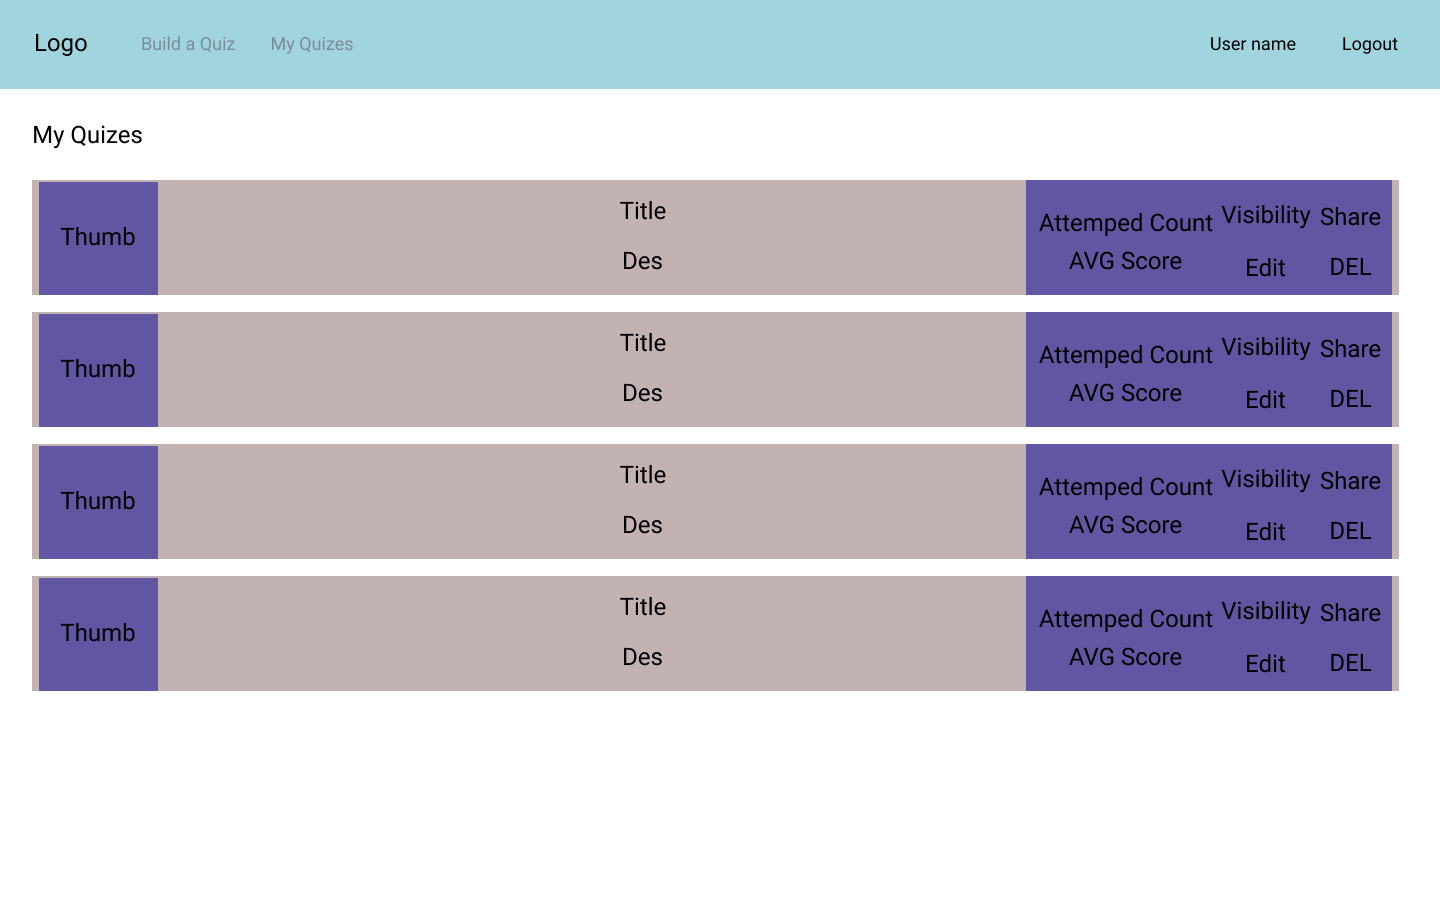 Logo
Build a Quiz
My Quizes
User name
Logout
My Quizes
Thumb
Title
Des
Attemped Count
AVG Score
Visibility
Share
Edit
DEL
Thumb
Title
Des
Attemped Count
AVG Score
Visibility
Share
Edit
DEL
Thumb
Title
Des
Attemped Count
AVG Score
Visibility
Share
Edit
DEL
Thumb
Title
Des
Attemped Count
AVG Score
Visibility
Share
Edit
DEL